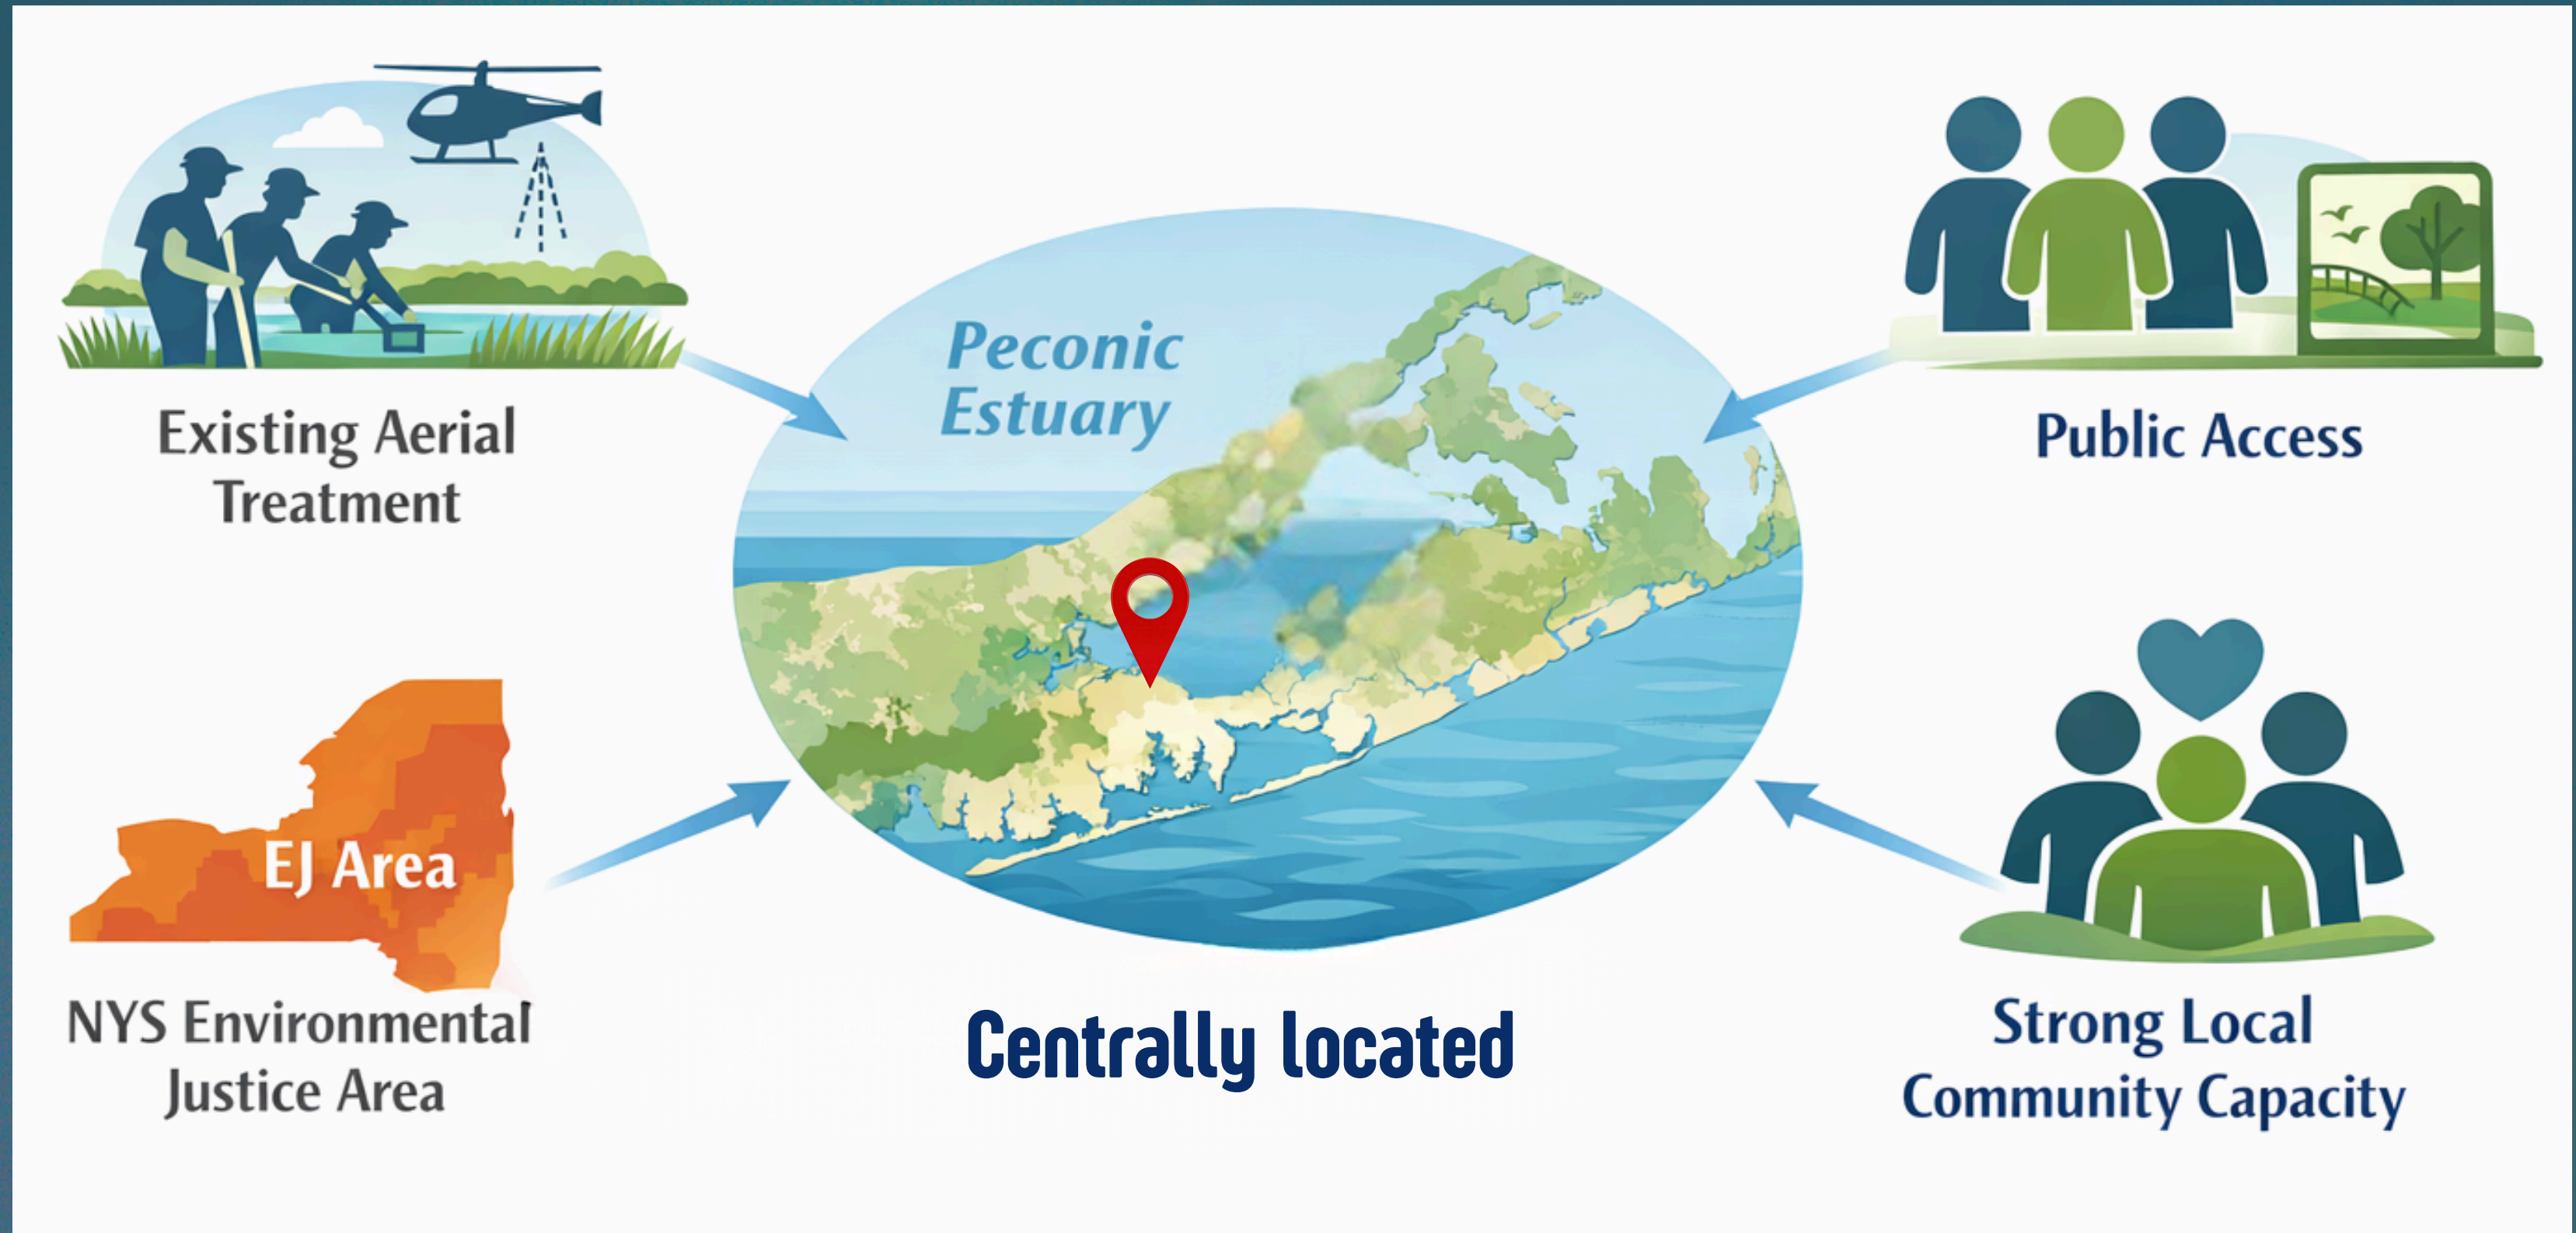 Existing Aerial
Treatment
Peconic
Estuary
Public Access
EJ Area
NYS Environmental
Justice Area
Centrally located
Strong Local
Community Capacity